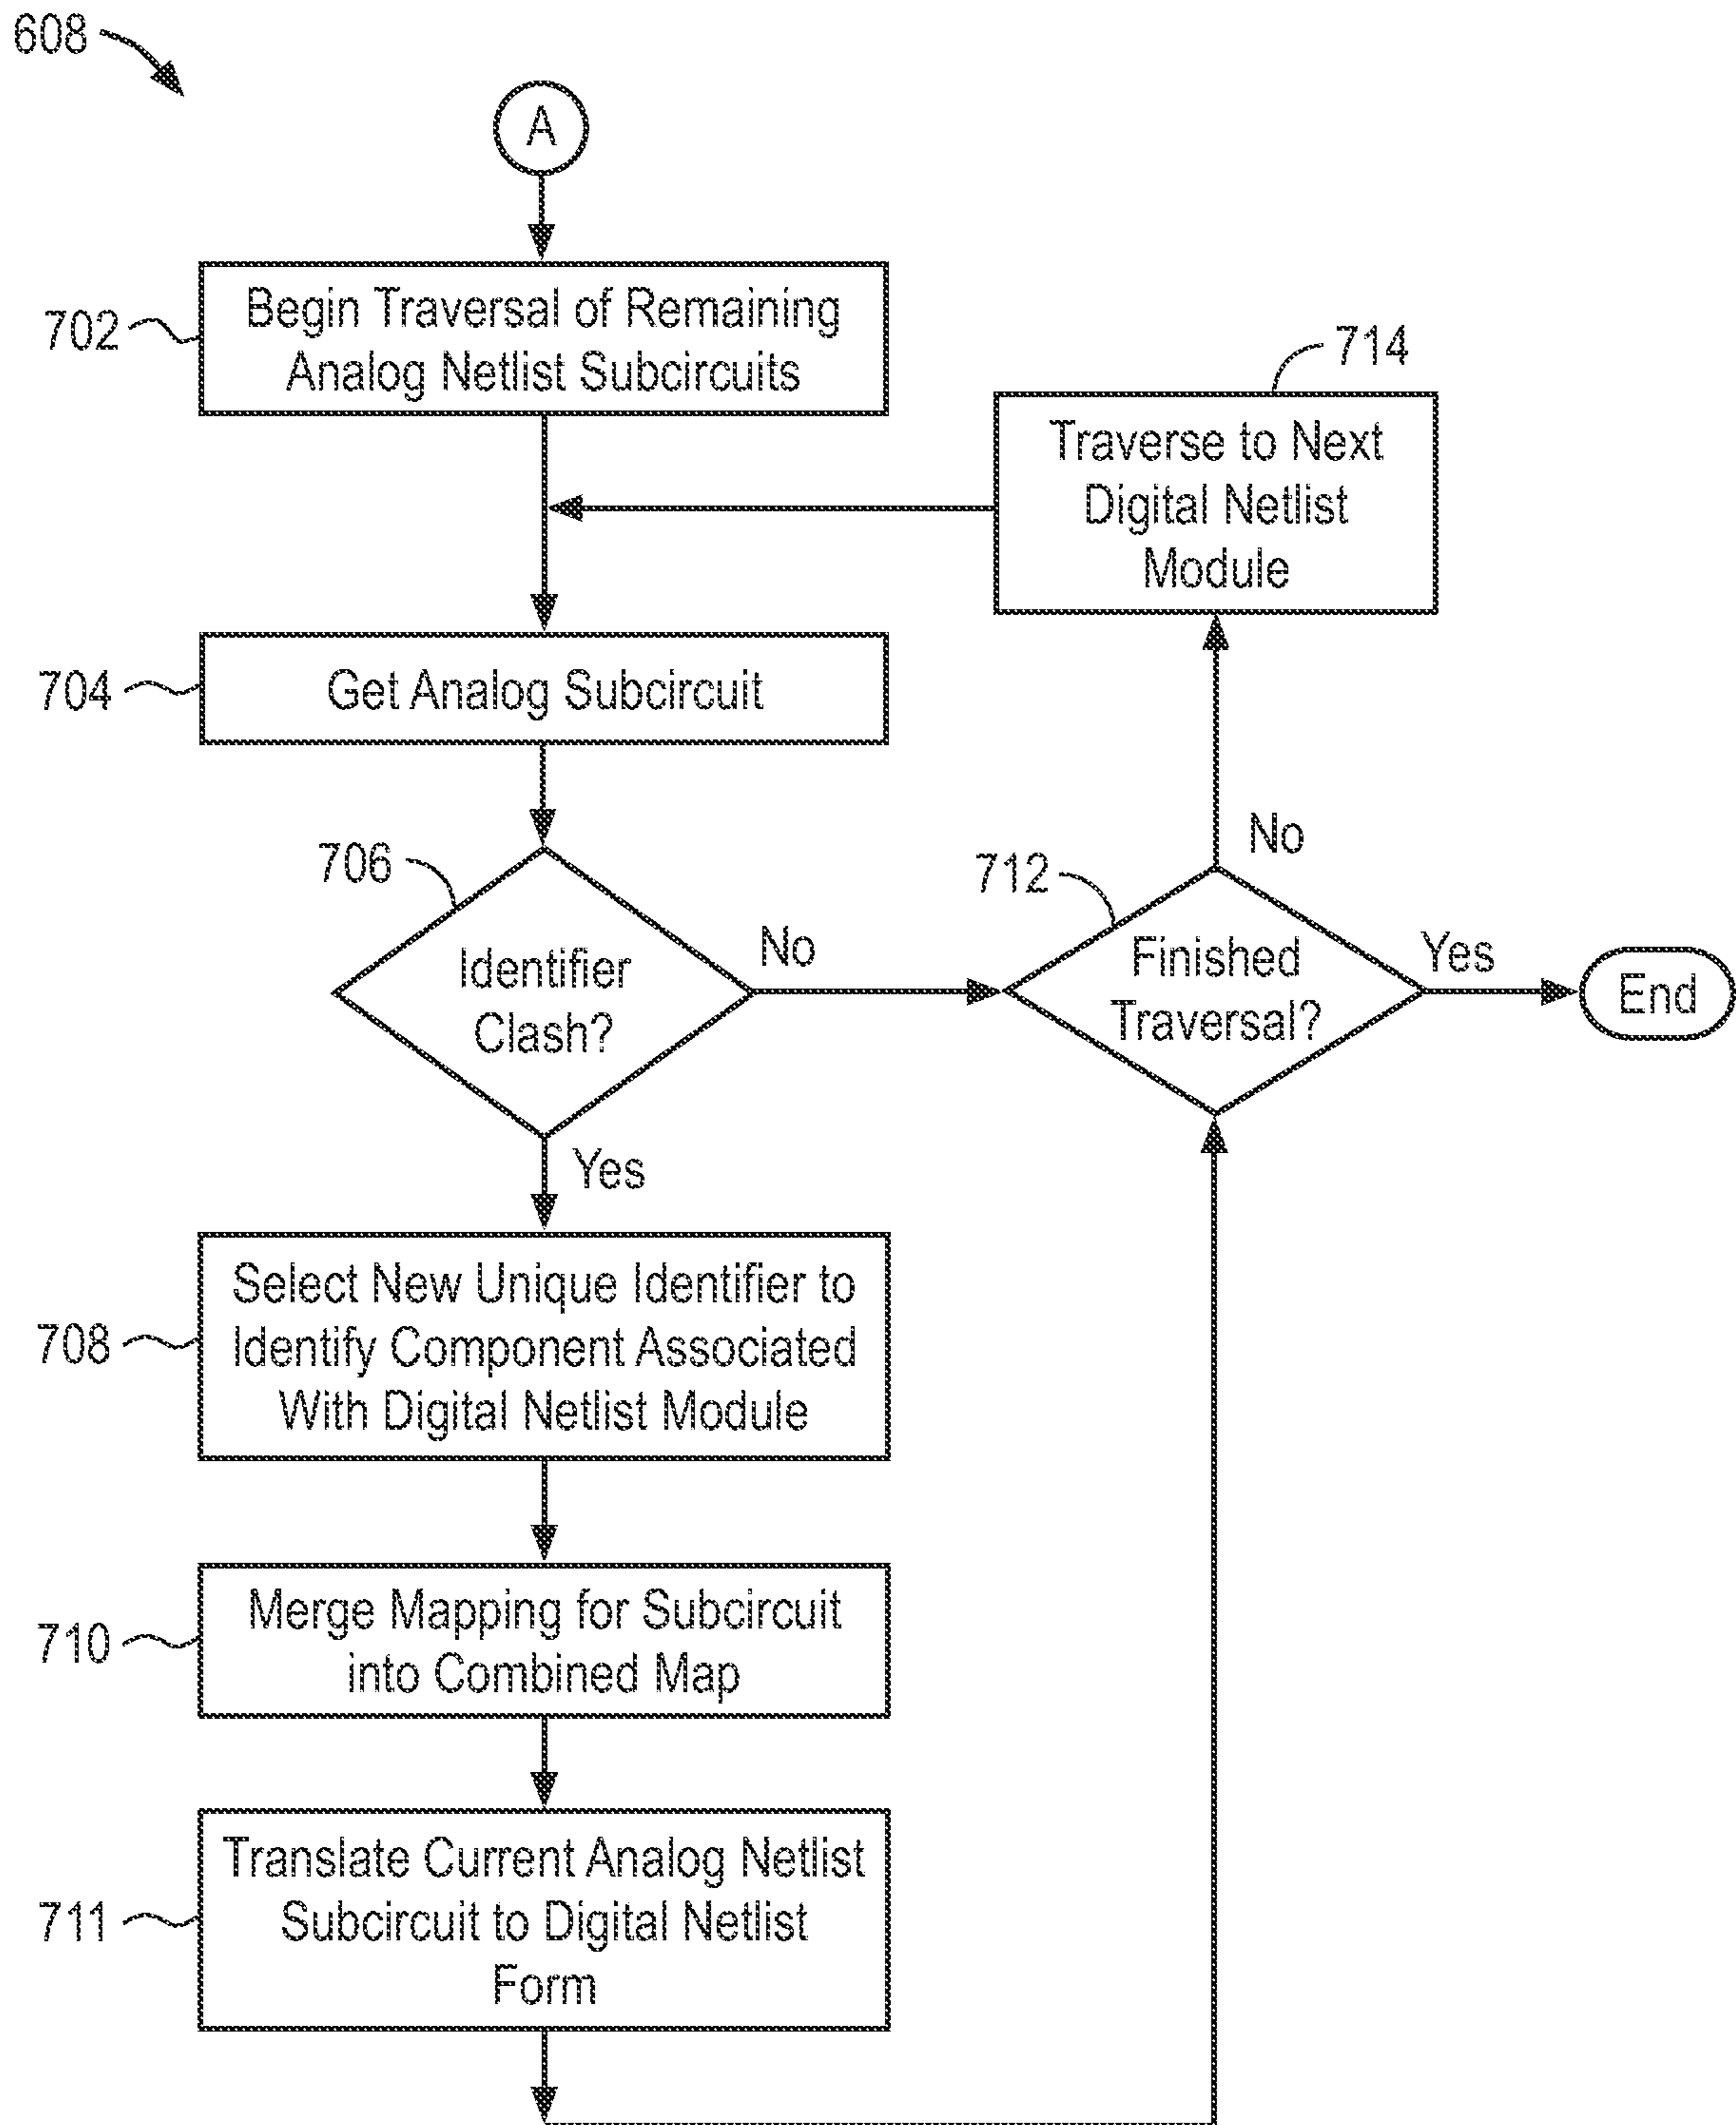 608
A
702
Begin Traversal of Remaining
Analog Netlist Subcircuits
714
Traverse to Next
Digital Netlist
Module
704
Get Analog Subcircuit
706
Identifier
Clash?
No
Yes
712
Finished
Traversal?
No
Yes
End
708
Select New Unique Identifier to
Identify Component Associated
With Digital Netlist Module
710
Merge Mapping for Subcircuit
into Combined Map
711
Translate Current Analog Netlist
Subcircuit to Digital Netlist
Form